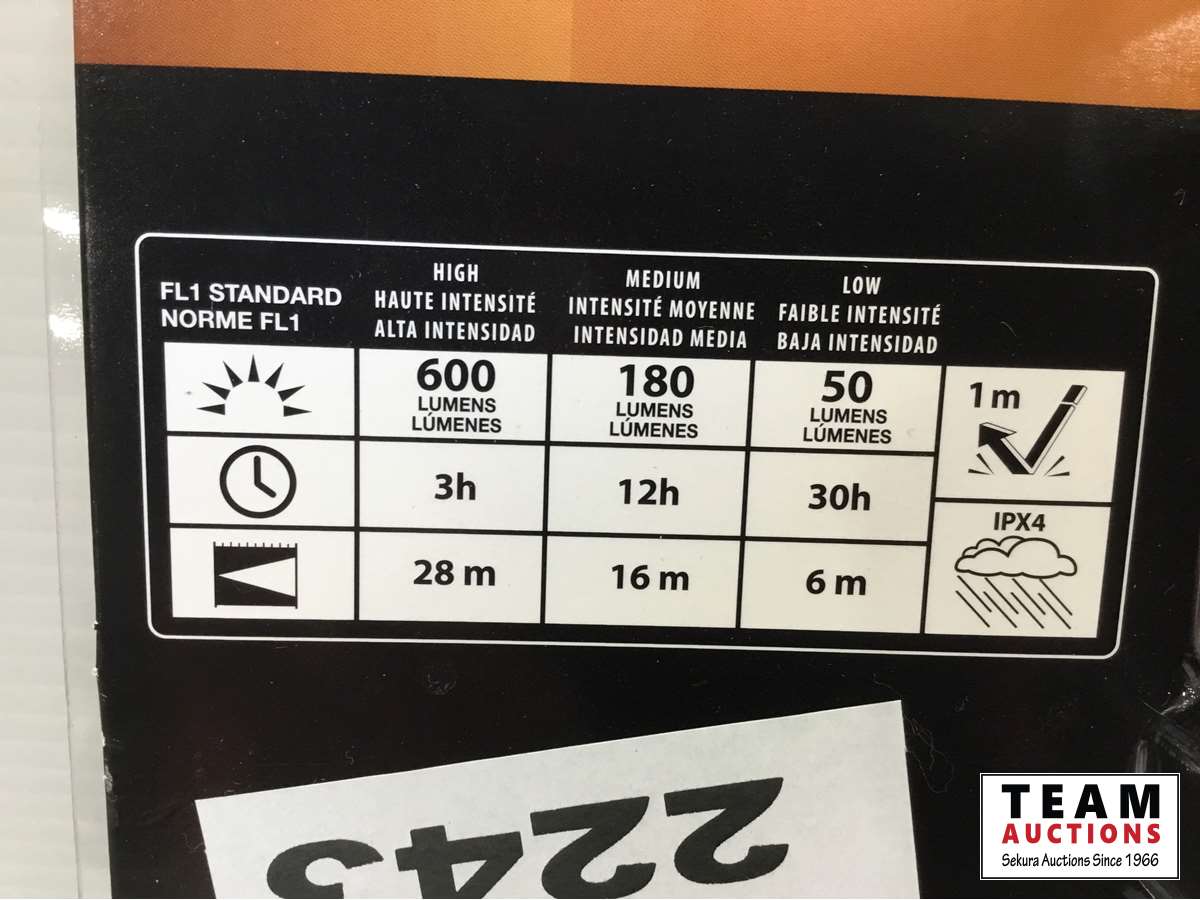 FL1 STANDARD
NORME FL1
HIGH
HAUTE INTENSITÉ
ALTA INTENSIDAD
MEDIUM
INTENSITÉ MOYENNE
INTENSIDAD MEDIA
LOW
FAIBLE INTENSITÉ
BAJA INTENSIDAD
600
LUMENS
LÚMENES
180
LUMENS
LÚMENES
50
LUMENS
LÚMENES
1 m
3h
12h
30h
IPX4
28 m
16 m
6 m
TEAM
AUCTIONS
Sekura Auctions Since 1966